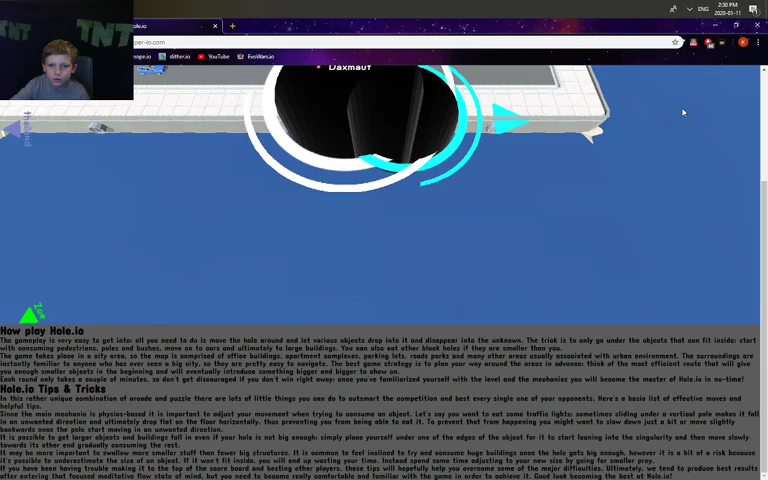 2:30 PM
ENG
2020-01-11
TNT
TNT
ole.io
per-io.com
nope.io slither.io YouTube EvoWars.io
Daxmaut
Zoe
How play Hole.io
The gameplay is very easy to get into: all you need to do is move the hole around and let various objects drop into it and disappear into the unknown. The trick is to only go under the objects that can fit inside: start
with consuming pedestrians, poles and bushes, move on to cars and ultimately to large buildings. You can also eat other black holes if they are smaller than you.
The game takes place in a city area, so the map is comprised of office buildings, apartment complexes, parking lots, roads parks and many other areas usually associated with urban environment. The surroundings are
instantly familiar to anyone who has ever seen a big city, so they are pretty easy to navigate. The best game strategy is to plan your way around the areas in advance: think of the most efficient route that will give
you enough smaller objects in the beginning and will eventually introduce something bigger and bigger to chew on.
Each round only takes a couple of minutes, so don't get discouraged if you don't win right away: once you've familiarized yourself with the level and the mechanics you will become the master of Hole.io in no-time!
Hole.io Tips & Tricks
In this rather unique combination of arcade and puzzle there are lots of little things you can do to outsmart the competition and best every single one of your opponents. Here's a basic list of effective moves and
helpful tips.
Since the main mechanic is physics-based it is important to adjust your movement when trying to consume an object. Let's say you want to eat some traffic lights: sometimes sliding under a vertical pole makes it fall
in an unwanted direction and ultimately drop flat on the floor horizontally, thus preventing you from being able to eat it. To prevent that from happening you might want to slow down just a bit or move slightly
backwards once the pole start moving in an unwanted direction.
It is possible to get larger objects and buildings fall in even if your hole is not big enough: simply place yourself under one of the edges of the object for it to start leaning into the singularity and then move slowly
towards its other end gradually consuming the rest.
It may be more important to swallow more smaller stuff than fewer big structures. It is common to feel inclined to try and consume huge buildings once the hole gets big enough, however it is a bit of a risk because
it's possible to underestimate the size of an object. If it won't fit inside, you will end up wasting your time. Instead spend some time adjusting to your new size by going for smaller prey.
If you have been having trouble making it to the top of the score board and besting other players, these tips will hopefully help you overcome some of the major difficulties. Ultimately, we tend to produce best results
after entering that focused meditative flow state of mind, but you need to become really comfortable and familiar with the game in order to achieve it. Good luck becoming the best at Hole.io!